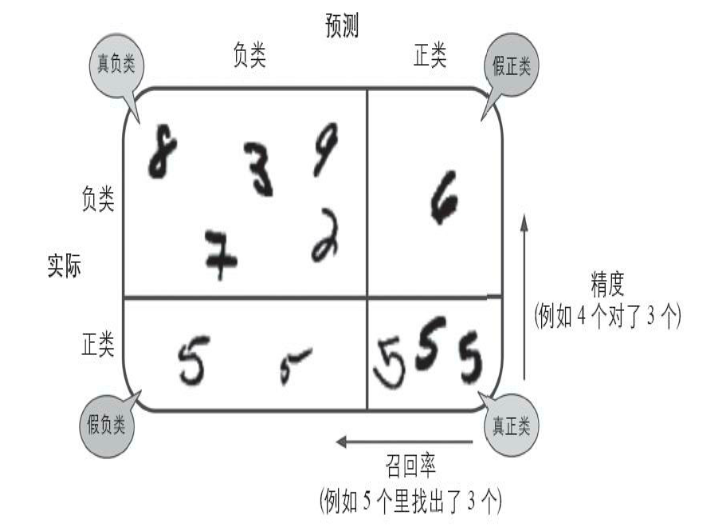 预测
真负类
负类
正类
假正类
8
3
9
6
负类
7
2
实际
精度
(例如 4 个对了 3 个)
正类
5
5
5
5
5
假负类
真正类
召回率
(例如 5 个里找出了 3 个)